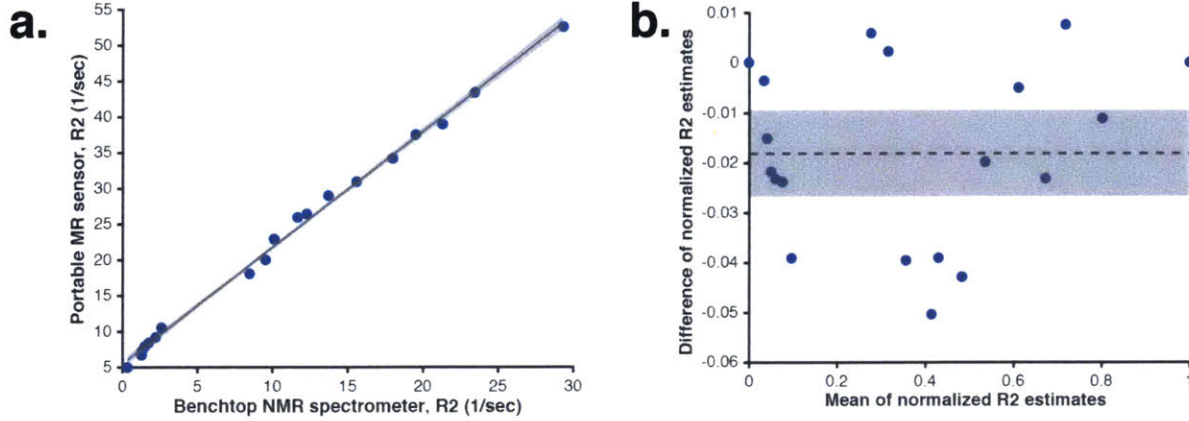 a.
Portable MR sensor, R2 (1/sec)
55
50
45
40
35
30
25
20
15
10
5
0 5 10 15 20 25 30
Benchtop NMR spectrometer, R2 (1/sec)
b.
Difference of normalized R2 estimates
0.01
0
-0.01
-0.02
-0.03
-0.04
-0.05
-0.06
0 0.2 0.4 0.6 0.8 1
Mean of normalized R2 estimates